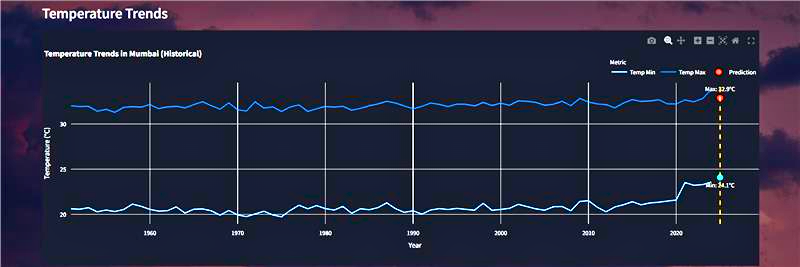 Temperature Trends
Temperature Trends in Mumbai (Historical)
Metric
Temp Min
Temp Max
Prediction
Max: 32.9°C
30
25
20
Min: 24.1°C
Temperature (°C)
1960
1970
1980
1990
2000
2010
2020
Year